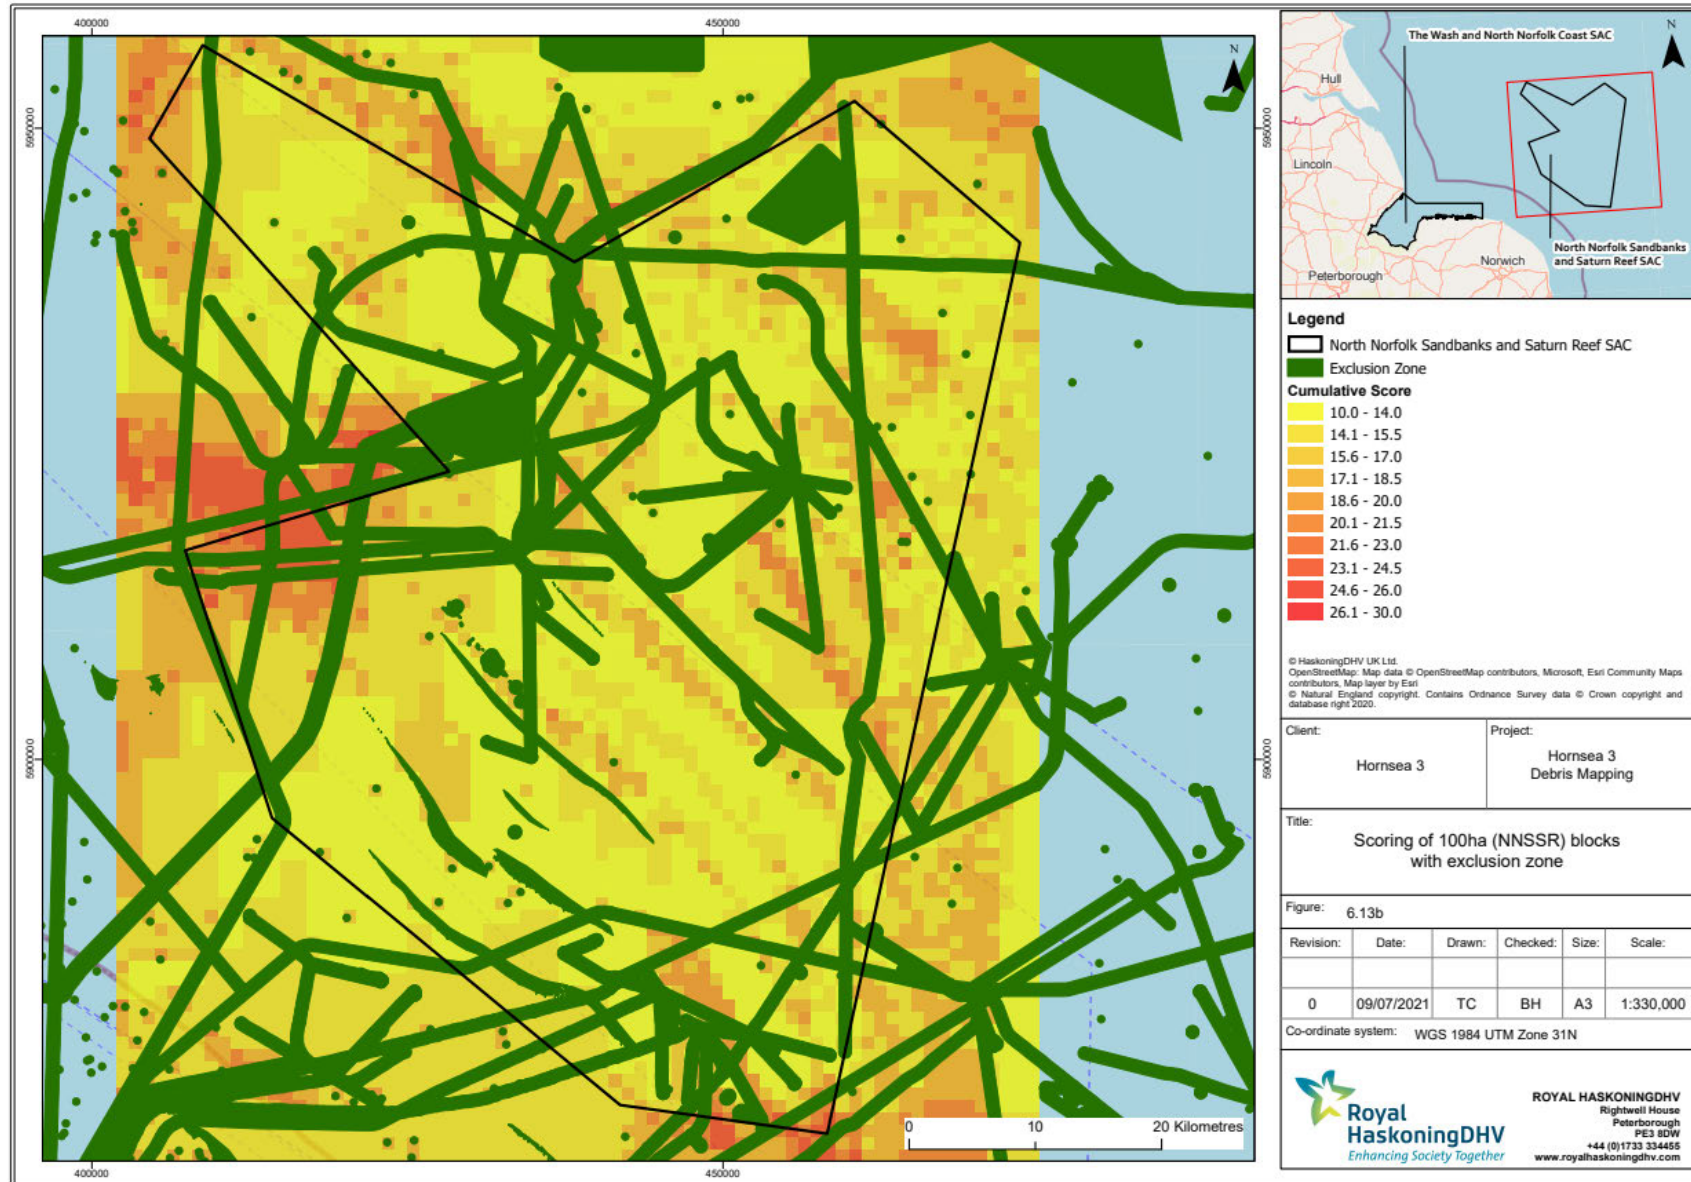 400000
450000
N
5950000
5950000
5900000
5900000
0
10
20 Kilometres
400000
450000
The Wash and North Norfolk Coast SAC
N
Hull
Lincoln
Peterborough
Norwich
North Norfolk Sandbanks
and Saturn Reef SAC
Legend
North Norfolk Sandbanks and Saturn Reef SAC
Exclusion Zone
Cumulative Score
10.0 - 14.0
14.1 - 15.5
15.6 - 17.0
17.1 - 18.5
18.6 - 20.0
20.1 - 21.5
21.6 - 23.0
23.1 - 24.5
24.6 - 26.0
26.1 - 30.0
© HaskoningDHV UK Ltd.
OpenStreetMap: Map data © OpenStreetMap contributors, Microsoft, Esri Community Maps
contributors, Map layer by Esri
© Natural England copyright. Contains Ordnance Survey data © Crown copyright and
database right 2020.
Client:
Hornsea 3
Project:
Hornsea 3
Debris Mapping
Title:
Scoring of 100ha (NNSSR) blocks
with exclusion zone
Figure: 6.13b
Revision: Date: Drawn: Checked: Size: Scale:
0 09/07/2021 TC BH A3 1:330,000
Co-ordinate system: WGS 1984 UTM Zone 31N
Royal
HaskoningDHV
Enhancing Society Together
ROYAL HASKONINGDHV
Rightwell House
Peterborough
PE3 8DW
+44 (0)1733 334455
www.royalhaskoningdhv.com